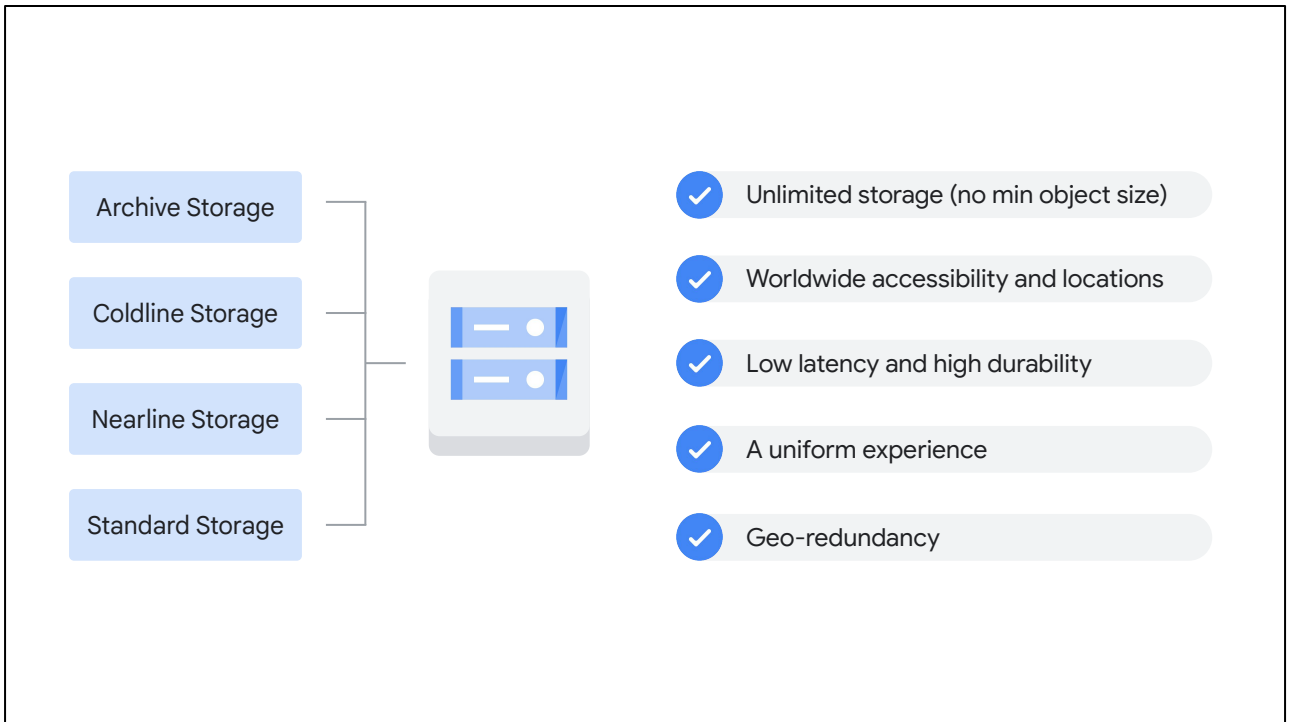 Archive Storage
Coldline Storage
Nearline Storage
Standard Storage
Unlimited storage (no min object size)
Worldwide accessibility and locations
Low latency and high durability
A uniform experience
Geo-redundancy